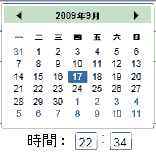 2009年9月
一 二 三 四 五 六 日
31 1 2 3 4 5 6
7 8 9 10 11 12 13
14 15 16 17 18 19 20
21 22 23 24 25 26 27
28 29 30 1 2 3 4
5 6 7 8 9 10 11
時間: 22 : 34